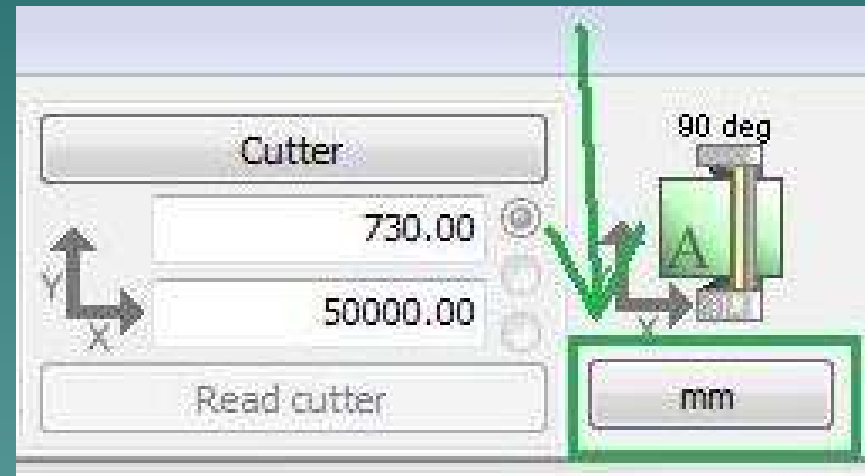 Cutter
90 deg
730.00
A
Y
50000.00
X
X
Read cutter
mm